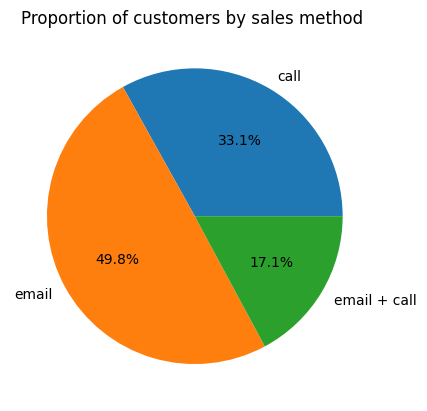 Proportion of customers by sales method
call
33.1%
49.8%
17.1%
email
email + call